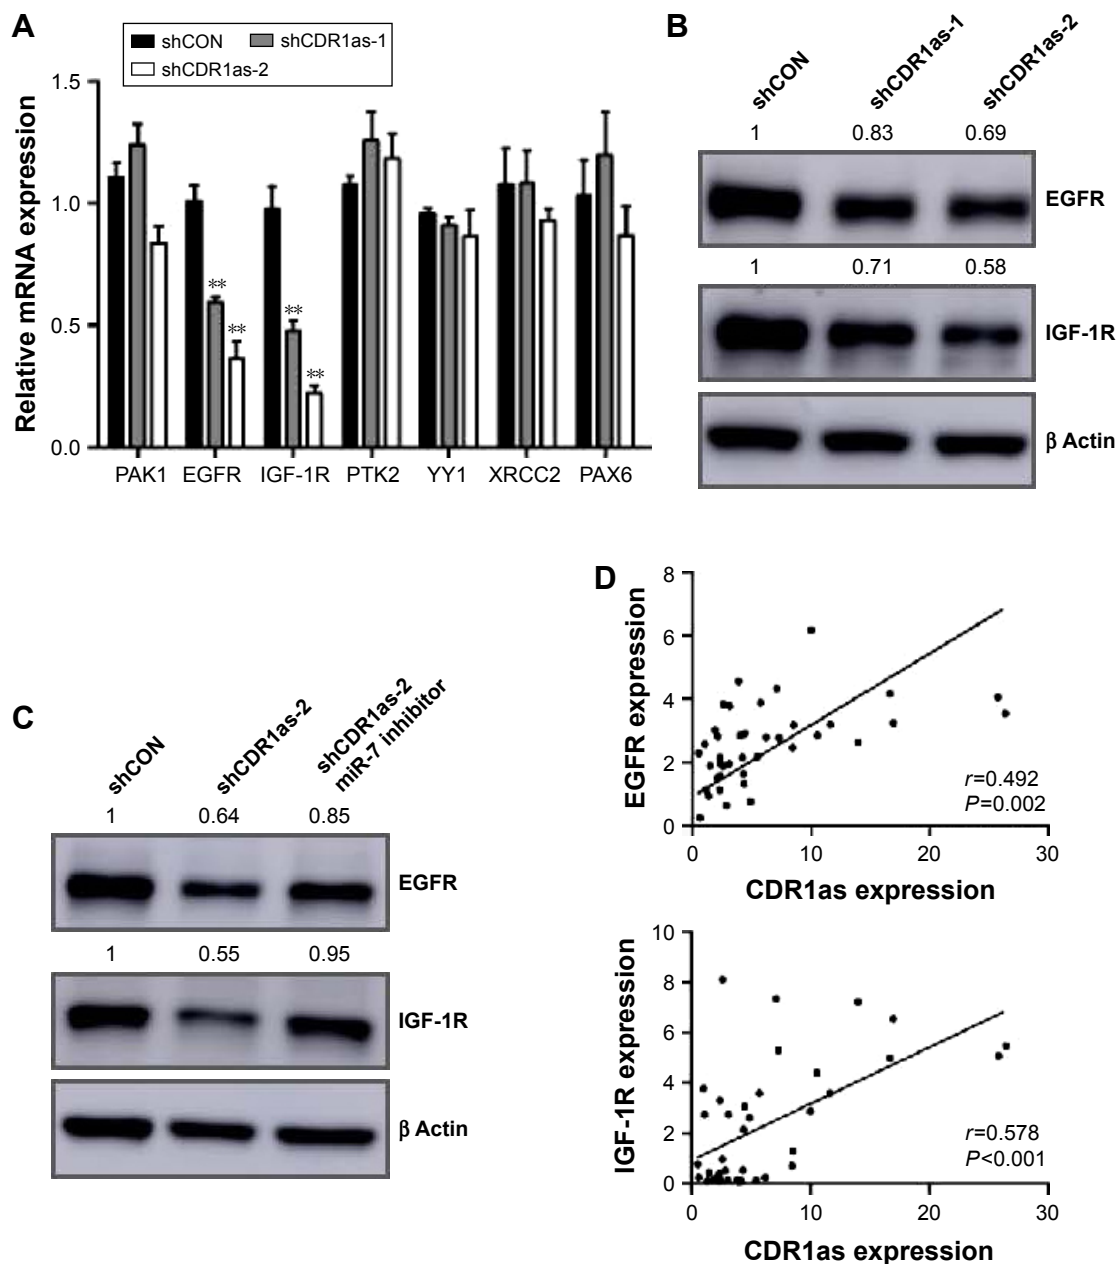 A
shCON shCDR1as-1
shCDR1as-2
Relative mRNA expression
1.5
1.0
0.5
0.0
** ** ** **
PAK1 EGFR IGF-1R PTK2 YY1 XRCC2 PAX6
B
shCON shCDR1as-1 shCDR1as-2
1 0.83 0.69
EGFR
1 0.71 0.58
IGF-1R
β Actin
C
shCON shCDR1as-2 shCDR1as-2
miR-7 inhibitor
1 0.64 0.85
EGFR
1 0.55 0.95
IGF-1R
β Actin
D
EGFR expression
8
6
4
2
0
r=0.492
P=0.002
0 10 20 30
CDR1as expression
IGF-1R expression
10
8
6
4
2
0
r=0.578
P<0.001
0 10 20 30
CDR1as expression